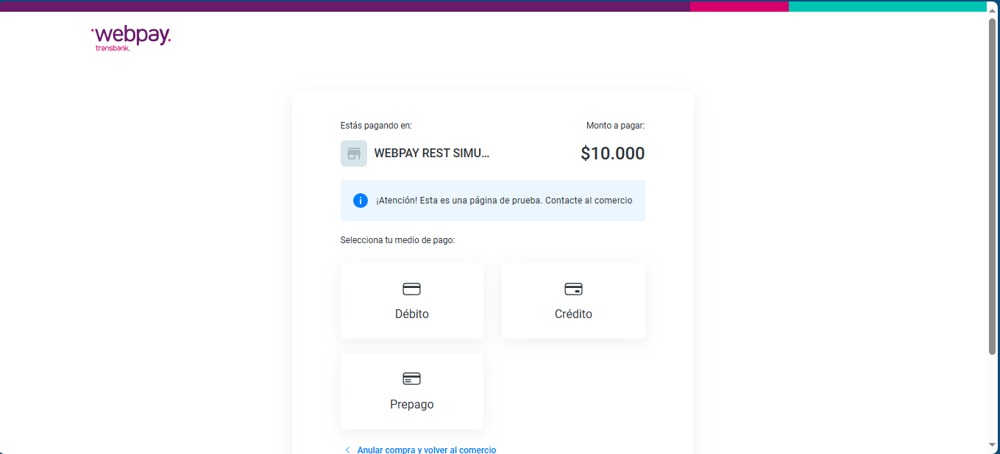 webpay.
transbank.
Estás pagando en:
Monto a pagar:
WEBPAY REST SIMU...
$10.000
i
¡Atención! Esta es una página de prueba. Contacte al comercio
Selecciona tu medio de pago:
Débito
Crédito
Prepago
Anular compra y volver al comercio